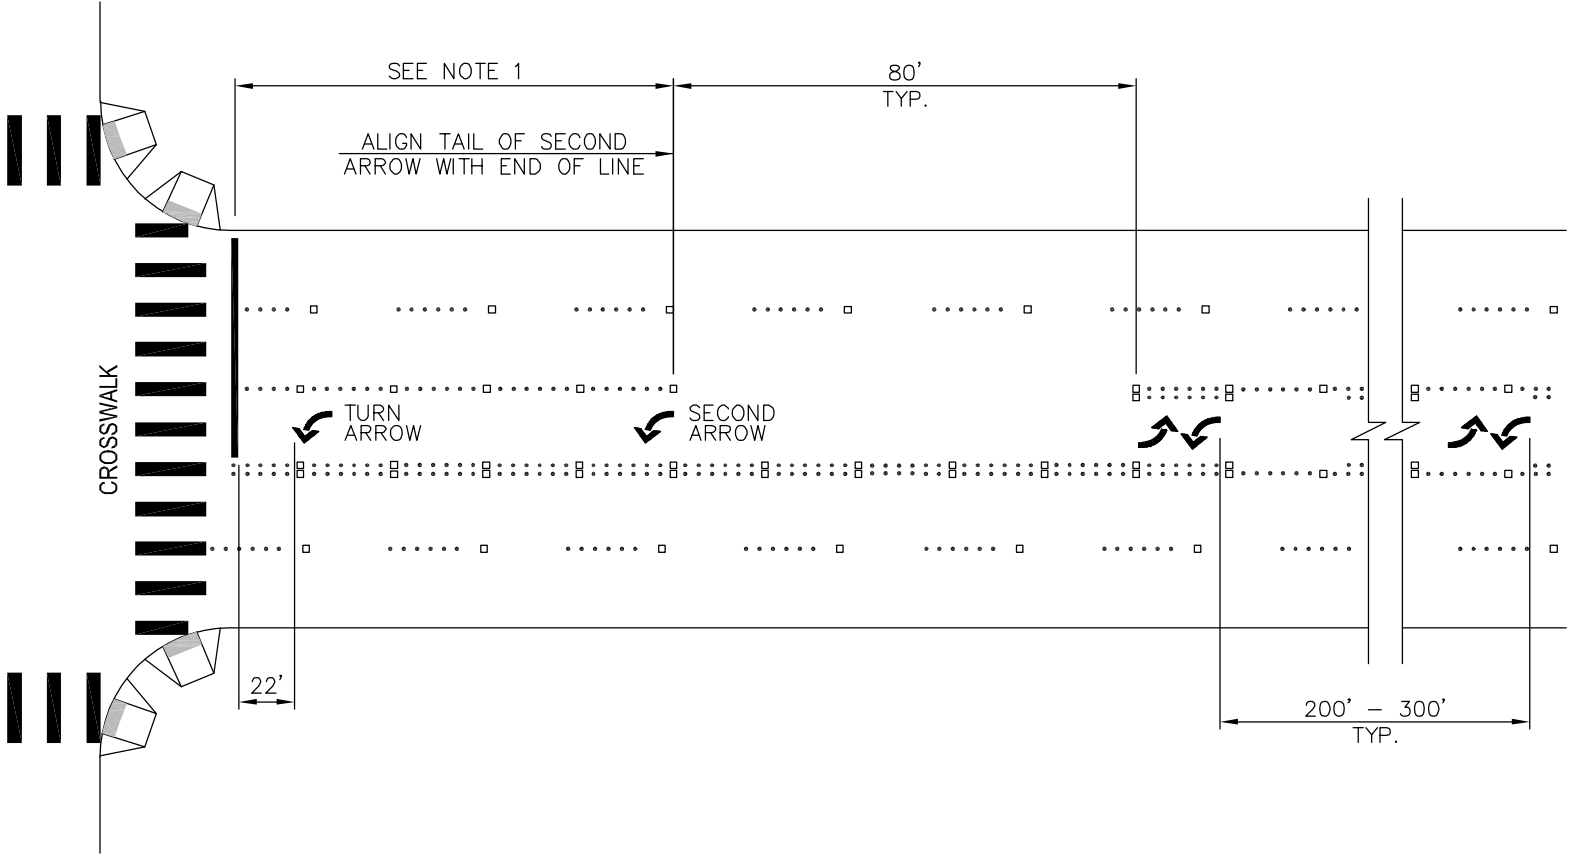 SEE NOTE 1
80'
TYP.
ALIGN TAIL OF SECOND
ARROW WITH END OF LINE
CROSSWALK
TURN
ARROW
SECOND
ARROW
22'
200' - 300'
TYP.